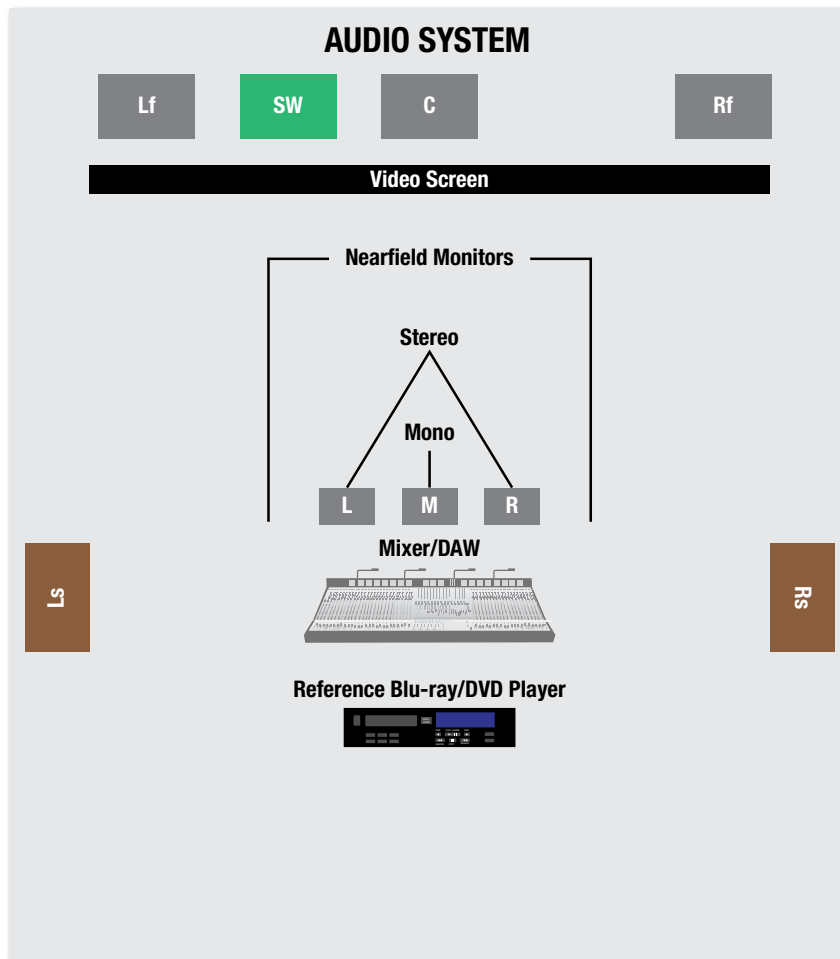 AUDIO SYSTEM
Lf SW C Rf
Video Screen
Nearfield Monitors
Stereo
Mono
L M R
Mixer/DAW
Ls
Rs
Reference Blu-ray/DVD Player